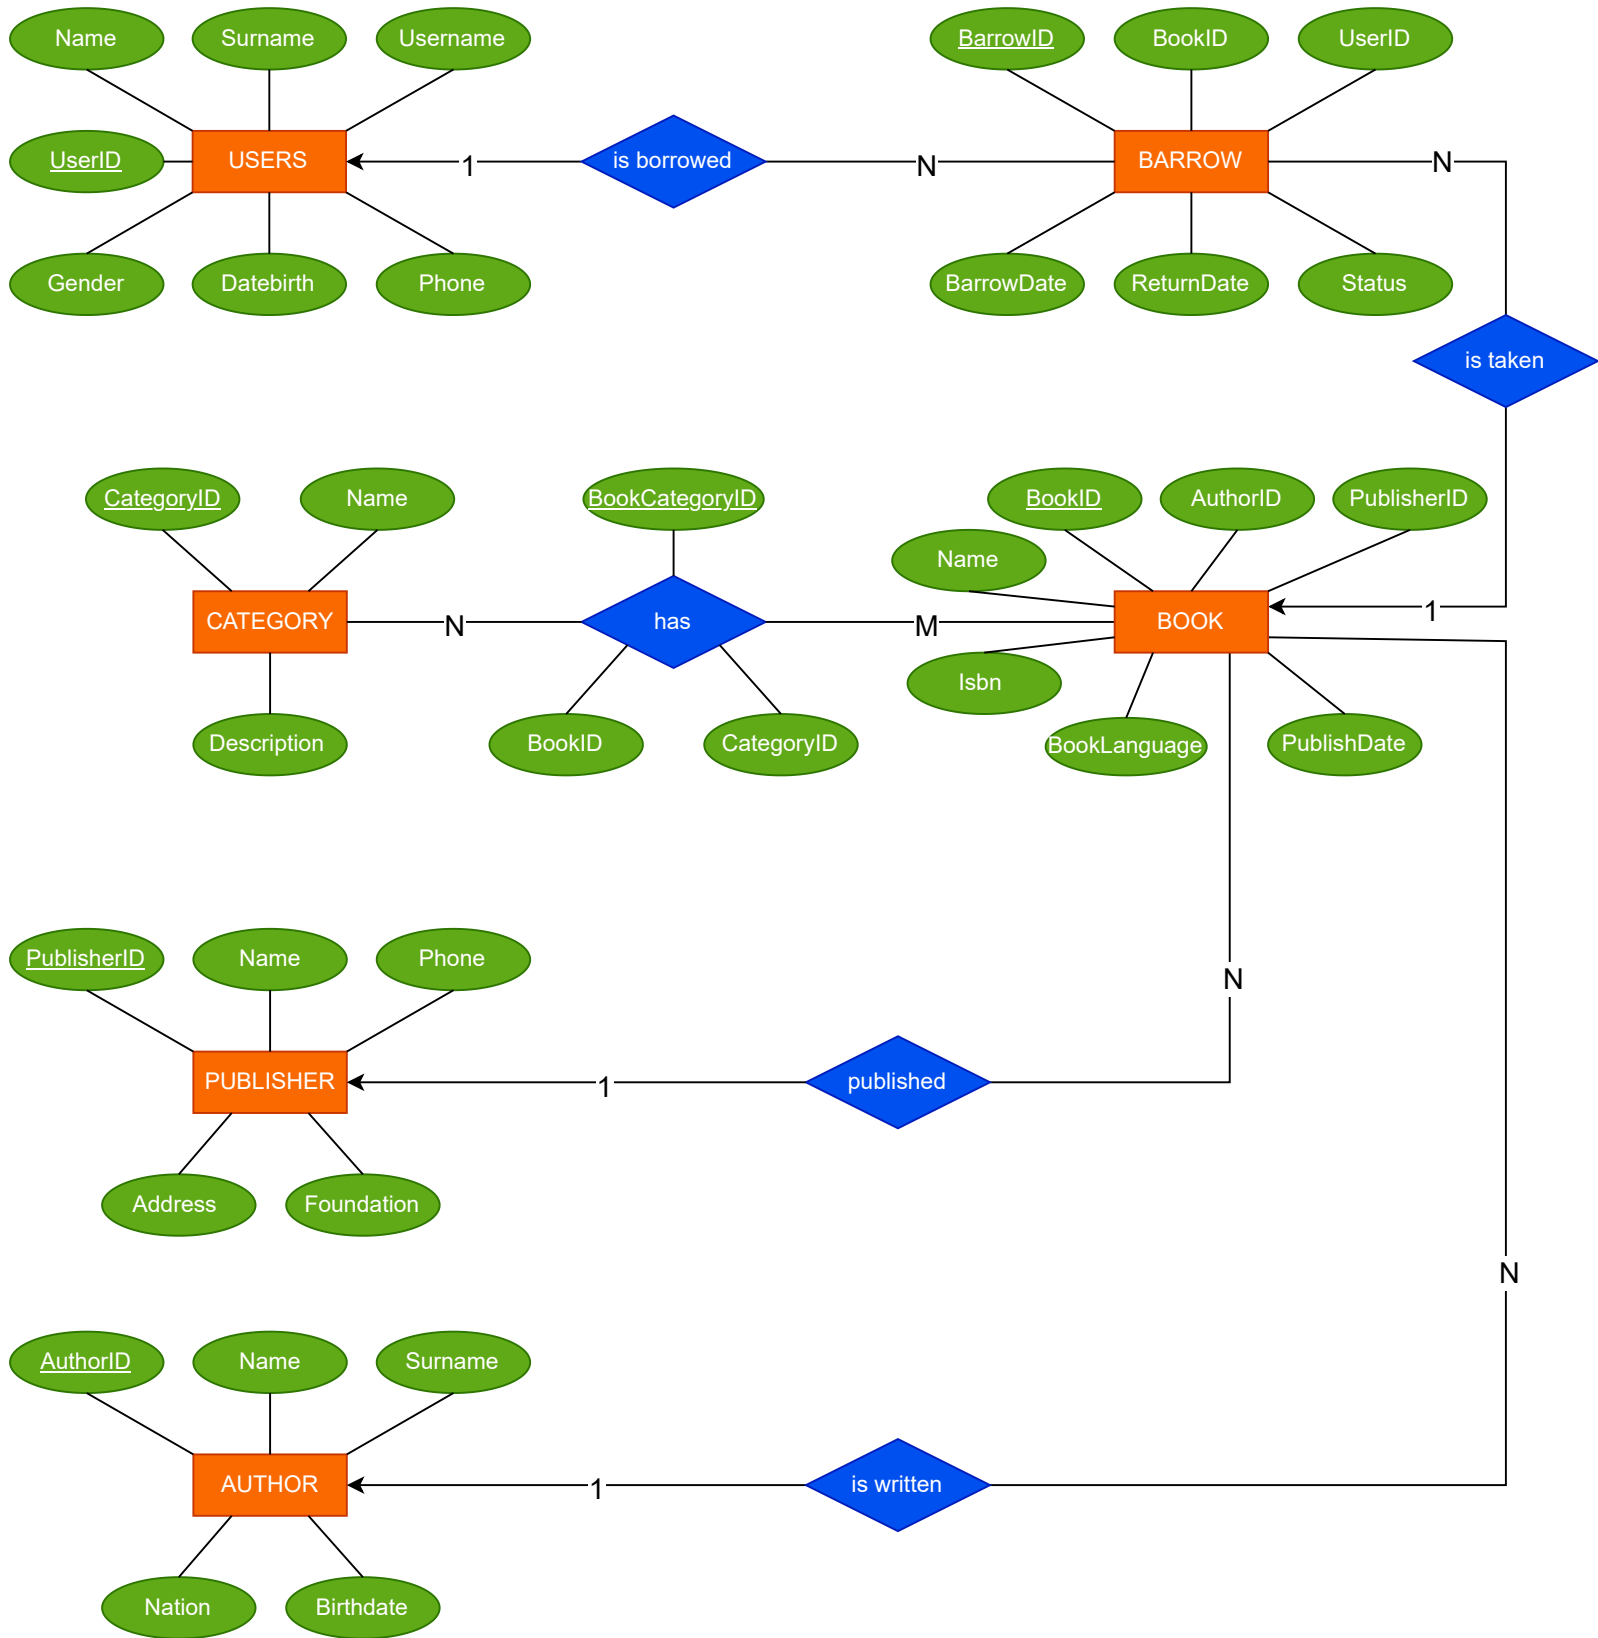 Name
Surname
Username
BarrowID
BookID
UserID
UserID
USERS
1
is borrowed
N
BARROW
N
Gender
Datebirth
Phone
BarrowDate
ReturnDate
Status
is taken
CategoryID
Name
BookCategoryID
BookID
AuthorID
PublisherID
Name
CATEGORY
N
has
M
BOOK
1
Isbn
Description
BookID
CategoryID
BookLanguage
PublishDate
PublisherID
Name
Phone
N
PUBLISHER
1
published
Address
Foundation
N
AuthorID
Name
Surname
AUTHOR
1
is written
Nation
Birthdate